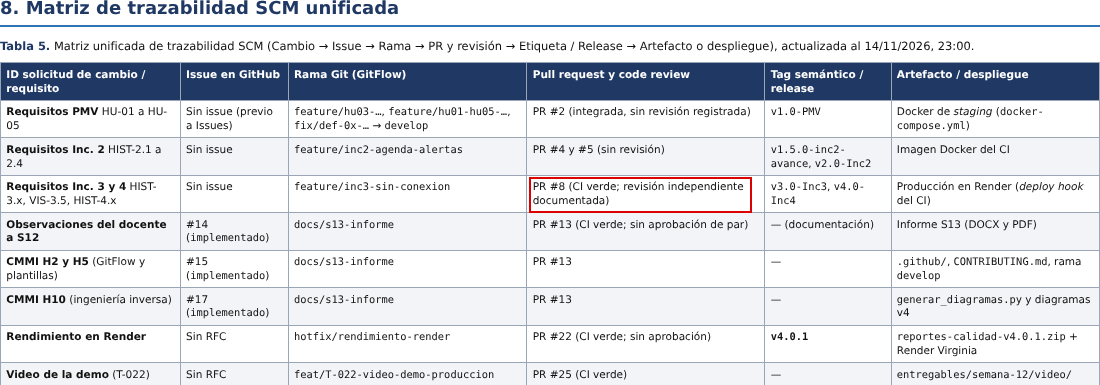 8. Matriz de trazabilidad SCM unificada
Tabla 5. Matriz unificada de trazabilidad SCM (Cambio → Issue → Rama → PR y revisión → Etiqueta / Release → Artefacto o despliegue), actualizada al 14/11/2026, 23:00.
ID solicitud de cambio / requisito | Issue en GitHub | Rama Git (GitFlow) | Pull request y code review | Tag semántico / release | Artefacto / despliegue
Requisitos PMV HU-01 a HU-05 | Sin issue (previo a Issues) | feature/hu03-…, feature/hu01-hu05-…, fix/def-0x-… → develop | PR #2 (integrada, sin revisión registrada) | v1.0-PMV | Docker de staging (docker-compose.yml)
Requisitos Inc. 2 HIST-2.1 a 2.4 | Sin issue | feature/inc2-agenda-alertas | PR #4 y #5 (sin revisión) | v1.5.0-inc2-avance, v2.0-Inc2 | Imagen Docker del CI
Requisitos Inc. 3 y 4 HIST-3.x, VIS-3.5, HIST-4.x | Sin issue | feature/inc3-sin-conexion | PR #8 (CI verde; revisión independiente documentada) | v3.0-Inc3, v4.0-Inc4 | Producción en Render (deploy hook del CI)
Observaciones del docente a S12 | #14 (implementado) | docs/s13-informe | PR #13 (CI verde; sin aprobación de par) | — (documentación) | Informe S13 (DOCX y PDF)
CMMI H2 y H5 (GitFlow y plantillas) | #15 (implementado) | docs/s13-informe | PR #13 | — | .github/, CONTRIBUTING.md, rama develop
CMMI H10 (ingeniería inversa) | #17 (implementado) | docs/s13-informe | PR #13 | — | generar_diagramas.py y diagramas v4
Rendimiento en Render | Sin RFC | hotfix/rendimiento-render | PR #22 (CI verde; sin aprobación) | v4.0.1 | reportes-calidad-v4.0.1.zip + Render Virginia
Video de la demo (T-022) | Sin RFC | feat/T-022-video-demo-produccion | PR #25 (CI verde) | — | entregables/semana-12/video/